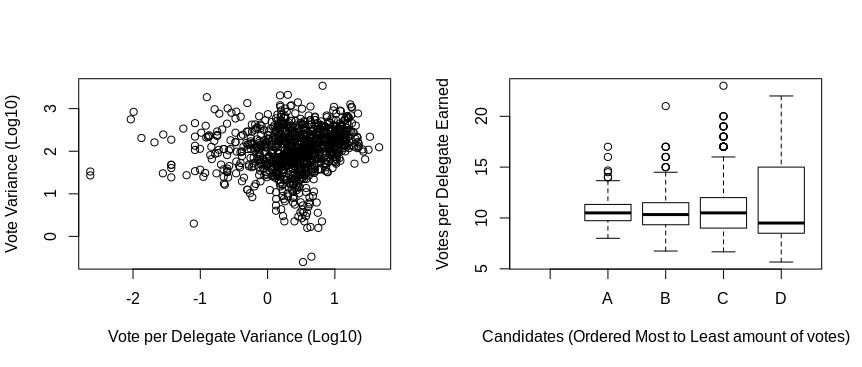 Vote Variance (Log10)
3
2
1
0
-2 -1 0 1
Vote per Delegate Variance (Log10)
Votes per Delegate Earned
20
15
10
5
A B C D
Candidates (Ordered Most to Least amount of votes)